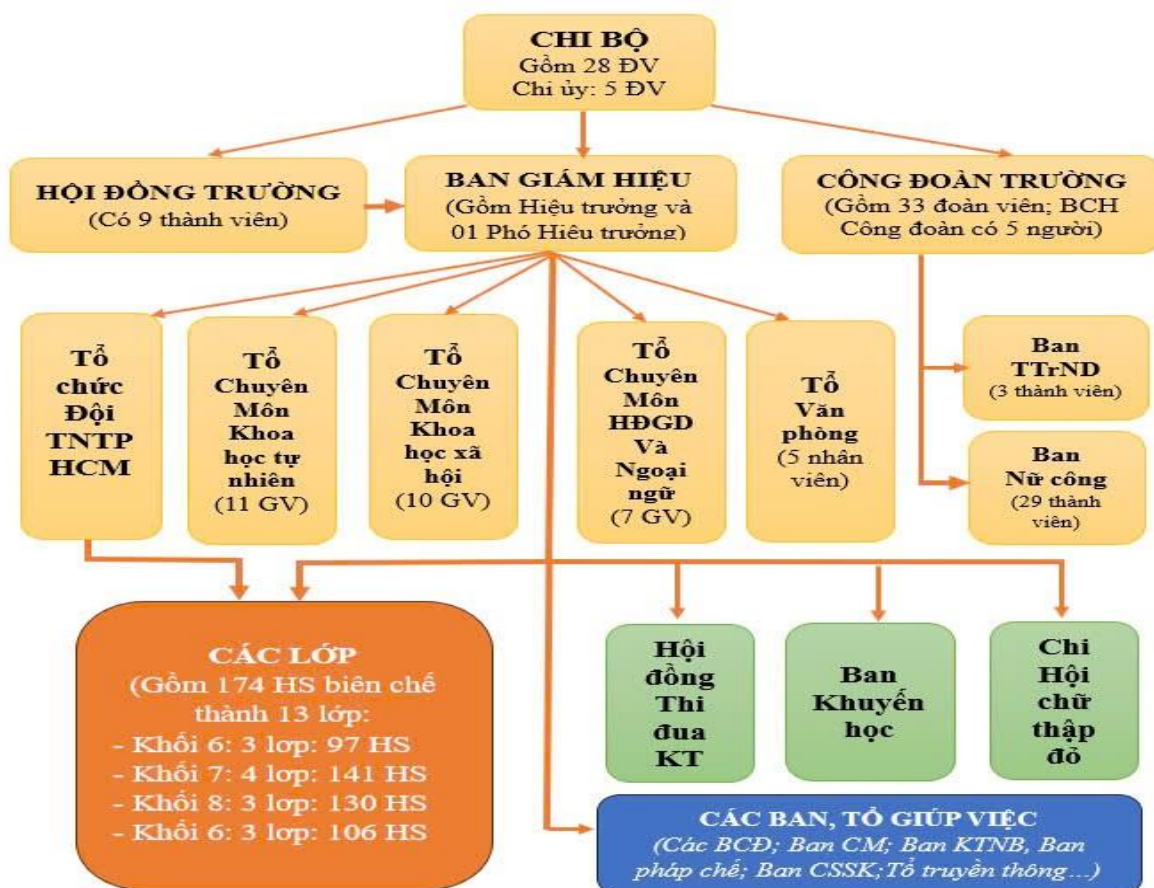 CHI BỘ
Gồm 28 ĐV
Chi ủy: 5 ĐV
HỘI ĐỒNG TRƯỜNG
(Có 9 thành viên)
BAN GIÁM HIỆU
(Gồm Hiệu trưởng và
01 Phó Hiệu trưởng)
CÔNG ĐOÀN TRƯỜNG
(Gồm 33 đoàn viên; BCH
Công đoàn có 5 người)
Tổ
chức
Đội
TNTP
HCM
Tổ
Chuyên
Môn
Khoa
học tự
nhiên
(11 GV)
Tổ
Chuyên
Môn
Khoa
học xã
hội
(10 GV)
Tổ
Chuyên
Môn
HĐGD
Và
Ngoại
ngữ
(7 GV)
Tổ
Văn
phòng
(5 nhân
viên)
Ban
TTrND
(3 thành viên)
Ban
Nữ công
(29 thành
viên)
CÁC LỚP
(Gồm 174 HS biên chế
thành 13 lớp:
- Khối 6: 3 lơp: 97 HS
- Khối 7: 4 lơp: 141 HS
- Khối 8: 3 lơp: 130 HS
- Khối 6: 3 lơp: 106 HS
Hội
đồng
Thi
đua
KT
Ban
Khuyến
học
Chi
Hội
chữ
thập
đỏ
CÁC BAN, TỔ GIÚP VIỆC
(Các BCĐ; Ban CM; Ban KTNB, Ban
pháp chế; Ban CSSK;Tổ truyền thông...)